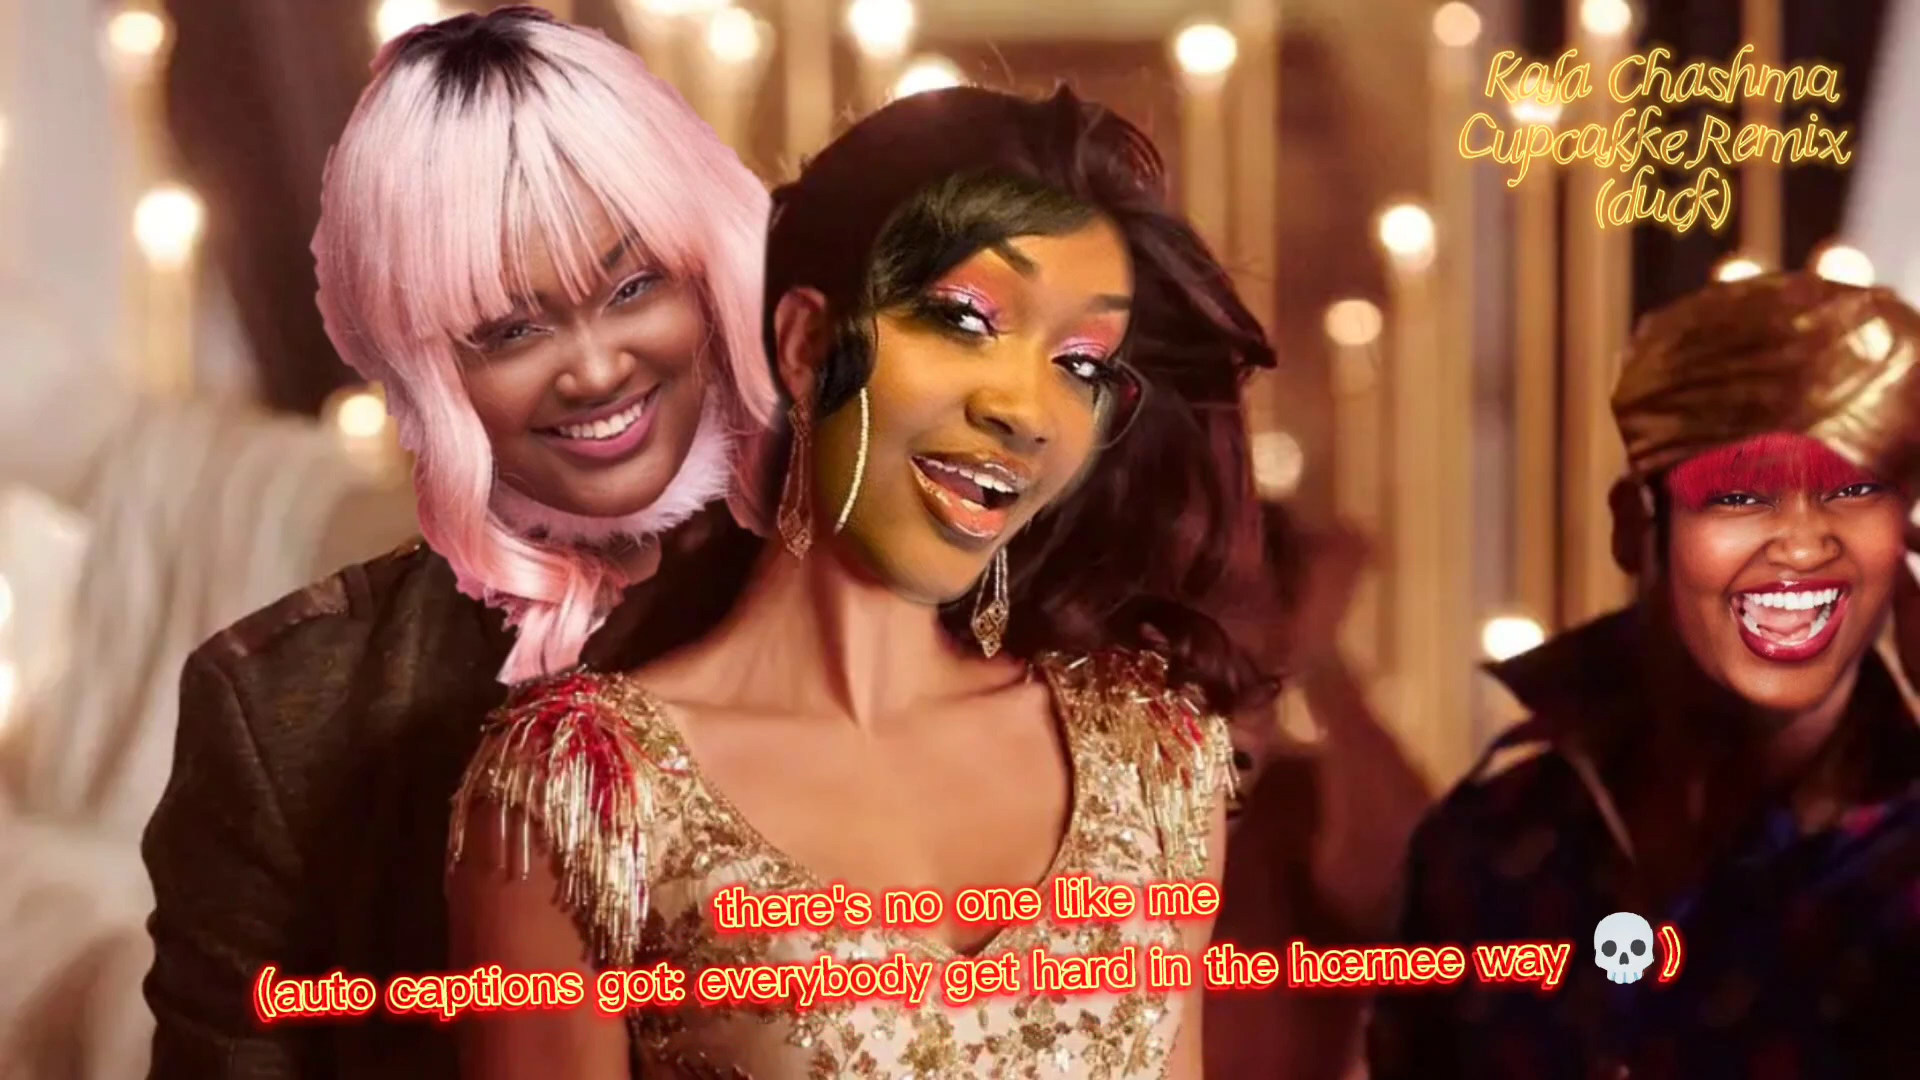 Kala Chashma
Cupcakke Remix
(duck)
there's no one like me
(auto captions got: everybody get hard in the hœrnee way 💀)